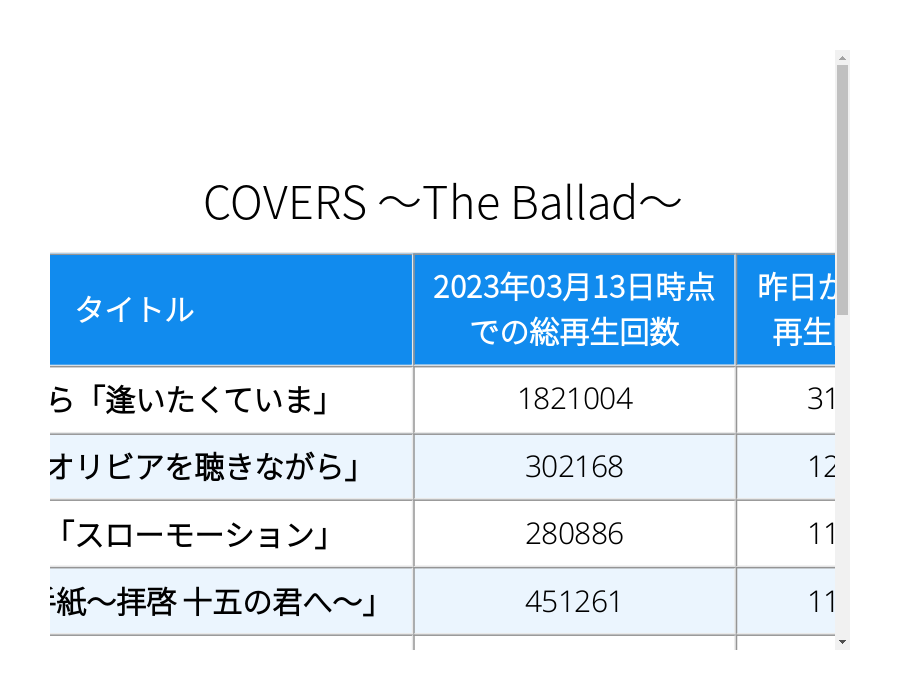 COVERS ～The Ballad～
タイトル
2023年03月13日時点
での総再生回数
昨日か
再生
ら「逢いたくていま」
1821004
31
オリビアを聴きながら」
302168
12
「スローモーション」
280886
11
紙～拝啓 十五の君へ～」
451261
11